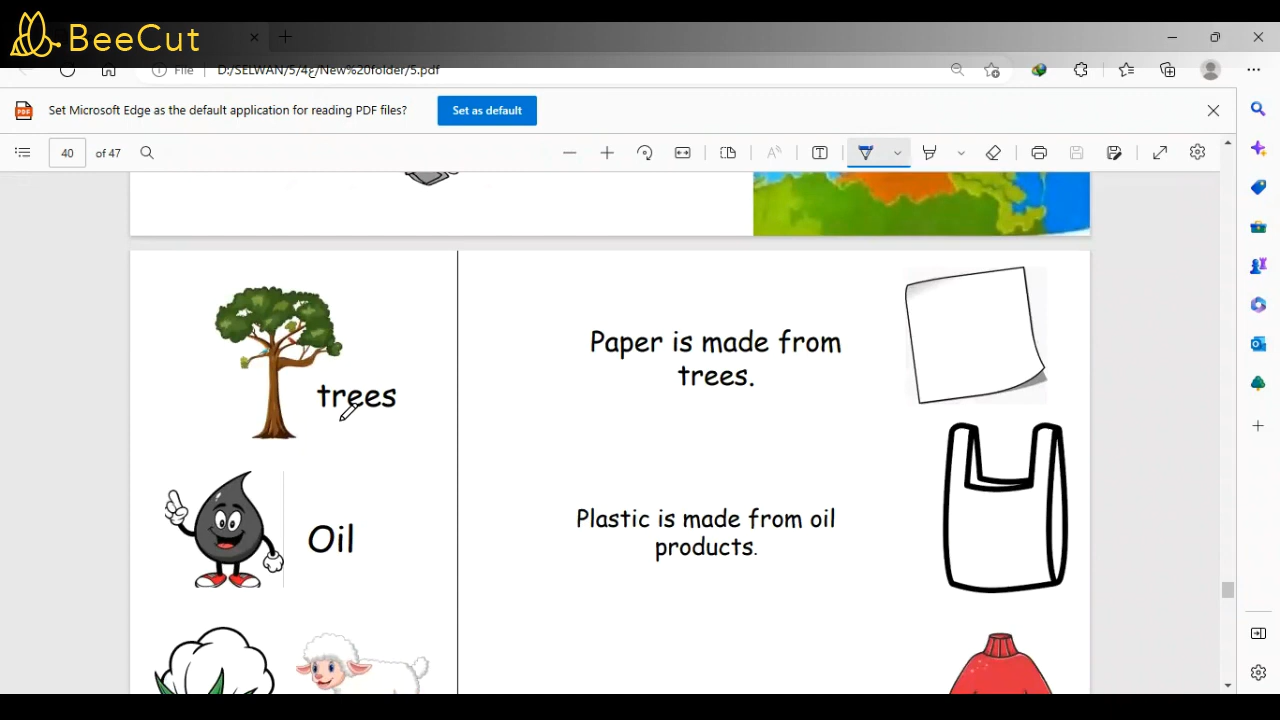 BeeCut
File D:/SELWAN/5/4ع/New%20folder/5.pdf
Set Microsoft Edge as the default application for reading PDF files? Set as default
40 of 47
trees
Paper is made from
trees.
Oil
Plastic is made from oil
products.